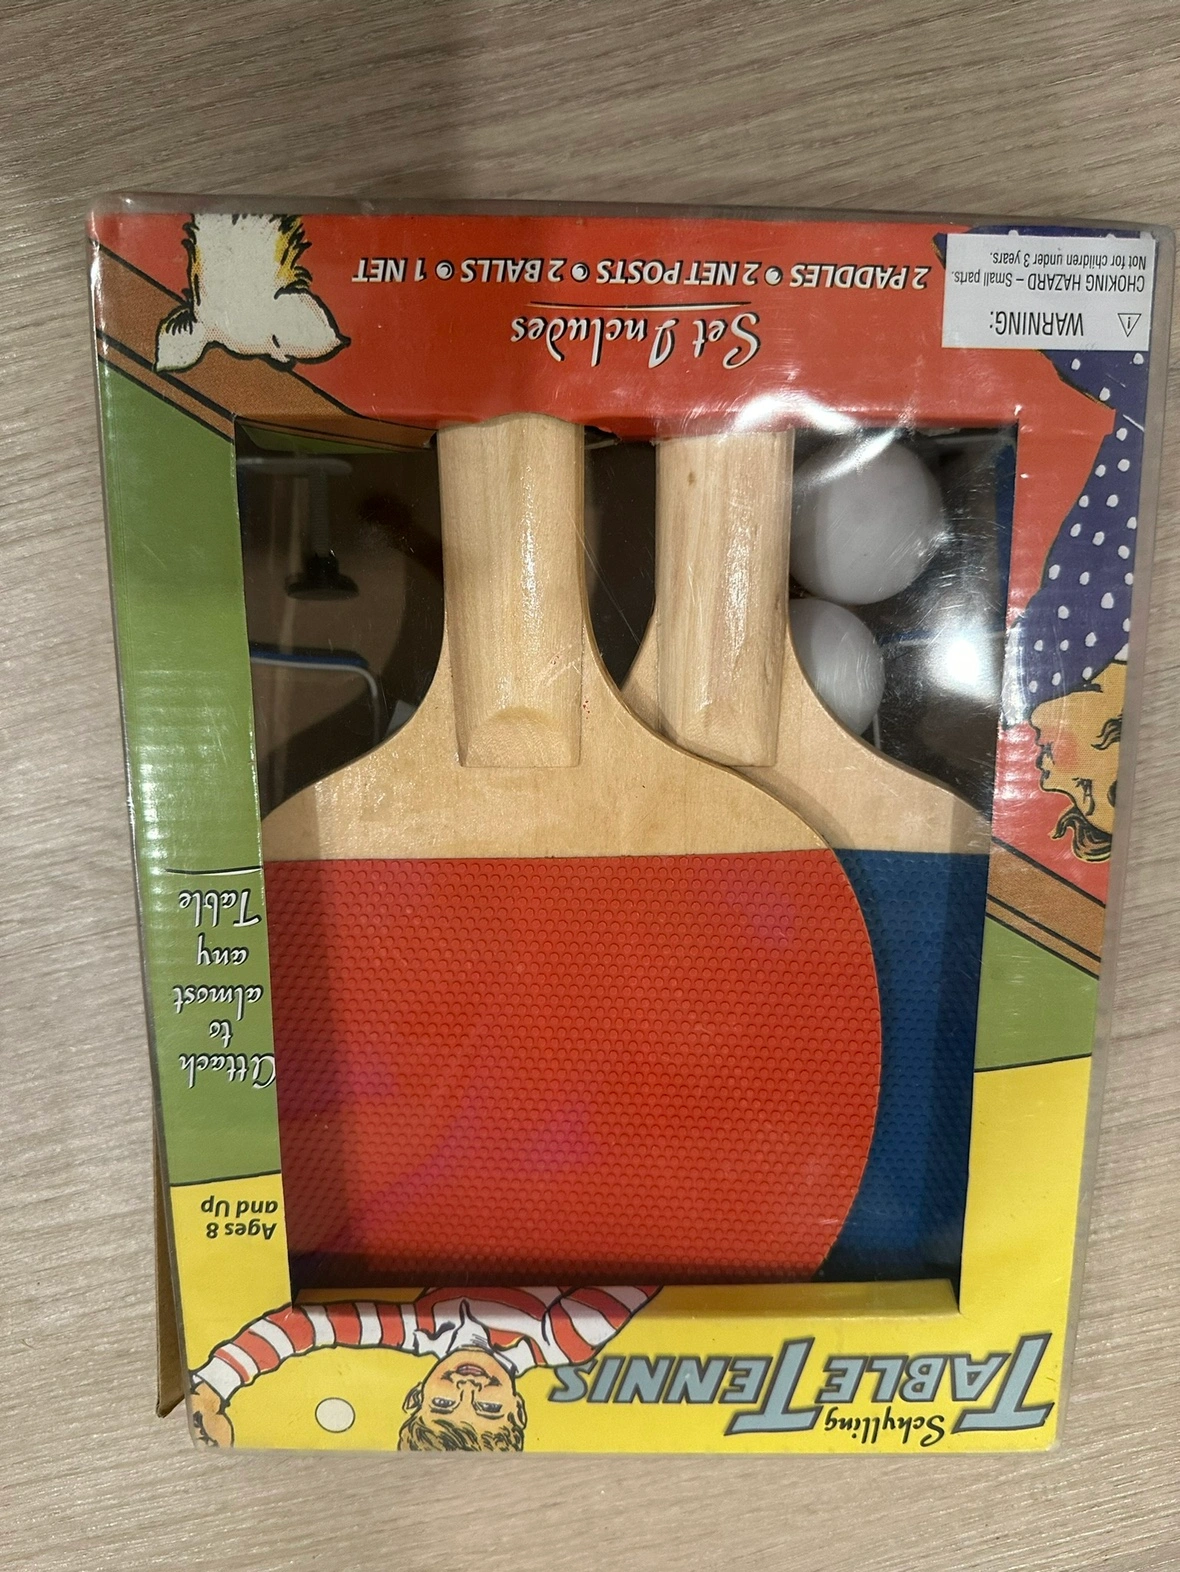 Schylling
TABLE TENNIS
Ages 8
and Up
Attach
to
almost
any
Table
Set Includes
2 PADDLES • 2 NET POSTS • 2 BALLS • 1 NET
⚠ WARNING:
CHOKING HAZARD – Small parts.
Not for children under 3 years.